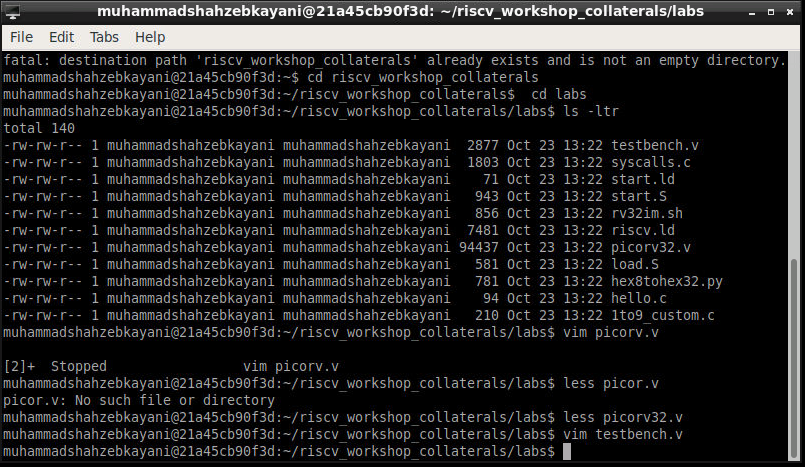 muhammadshahzebkayani@21a45cb90f3d: ~/riscv_workshop_collaterals/labs
File Edit Tabs Help
fatal: destination path 'riscv_workshop_collaterals' already exists and is not an empty directory.
muhammadshahzebkayani@21a45cb90f3d:~$ cd riscv_workshop_collaterals
muhammadshahzebkayani@21a45cb90f3d:~/riscv_workshop_collaterals$  cd labs
muhammadshahzebkayani@21a45cb90f3d:~/riscv_workshop_collaterals/labs$ ls -ltr
total 140
-rw-rw-r-- 1 muhammadshahzebkayani muhammadshahzebkayani  2877 Oct 23 13:22 testbench.v
-rw-rw-r-- 1 muhammadshahzebkayani muhammadshahzebkayani  1803 Oct 23 13:22 syscalls.c
-rw-rw-r-- 1 muhammadshahzebkayani muhammadshahzebkayani    71 Oct 23 13:22 start.ld
-rw-rw-r-- 1 muhammadshahzebkayani muhammadshahzebkayani   943 Oct 23 13:22 start.S
-rw-rw-r-- 1 muhammadshahzebkayani muhammadshahzebkayani   856 Oct 23 13:22 rv32im.sh
-rw-rw-r-- 1 muhammadshahzebkayani muhammadshahzebkayani  7481 Oct 23 13:22 riscv.ld
-rw-rw-r-- 1 muhammadshahzebkayani muhammadshahzebkayani 94437 Oct 23 13:22 picorv32.v
-rw-rw-r-- 1 muhammadshahzebkayani muhammadshahzebkayani   581 Oct 23 13:22 load.S
-rw-rw-r-- 1 muhammadshahzebkayani muhammadshahzebkayani   781 Oct 23 13:22 hex8tohex32.py
-rw-rw-r-- 1 muhammadshahzebkayani muhammadshahzebkayani    94 Oct 23 13:22 hello.c
-rw-rw-r-- 1 muhammadshahzebkayani muhammadshahzebkayani   210 Oct 23 13:22 1to9_custom.c
muhammadshahzebkayani@21a45cb90f3d:~/riscv_workshop_collaterals/labs$ vim picorv.v
[2]+  Stopped                 vim picorv.v
muhammadshahzebkayani@21a45cb90f3d:~/riscv_workshop_collaterals/labs$ less picor.v
picor.v: No such file or directory
muhammadshahzebkayani@21a45cb90f3d:~/riscv_workshop_collaterals/labs$ less picorv32.v
muhammadshahzebkayani@21a45cb90f3d:~/riscv_workshop_collaterals/labs$ vim testbench.v
muhammadshahzebkayani@21a45cb90f3d:~/riscv_workshop_collaterals/labs$